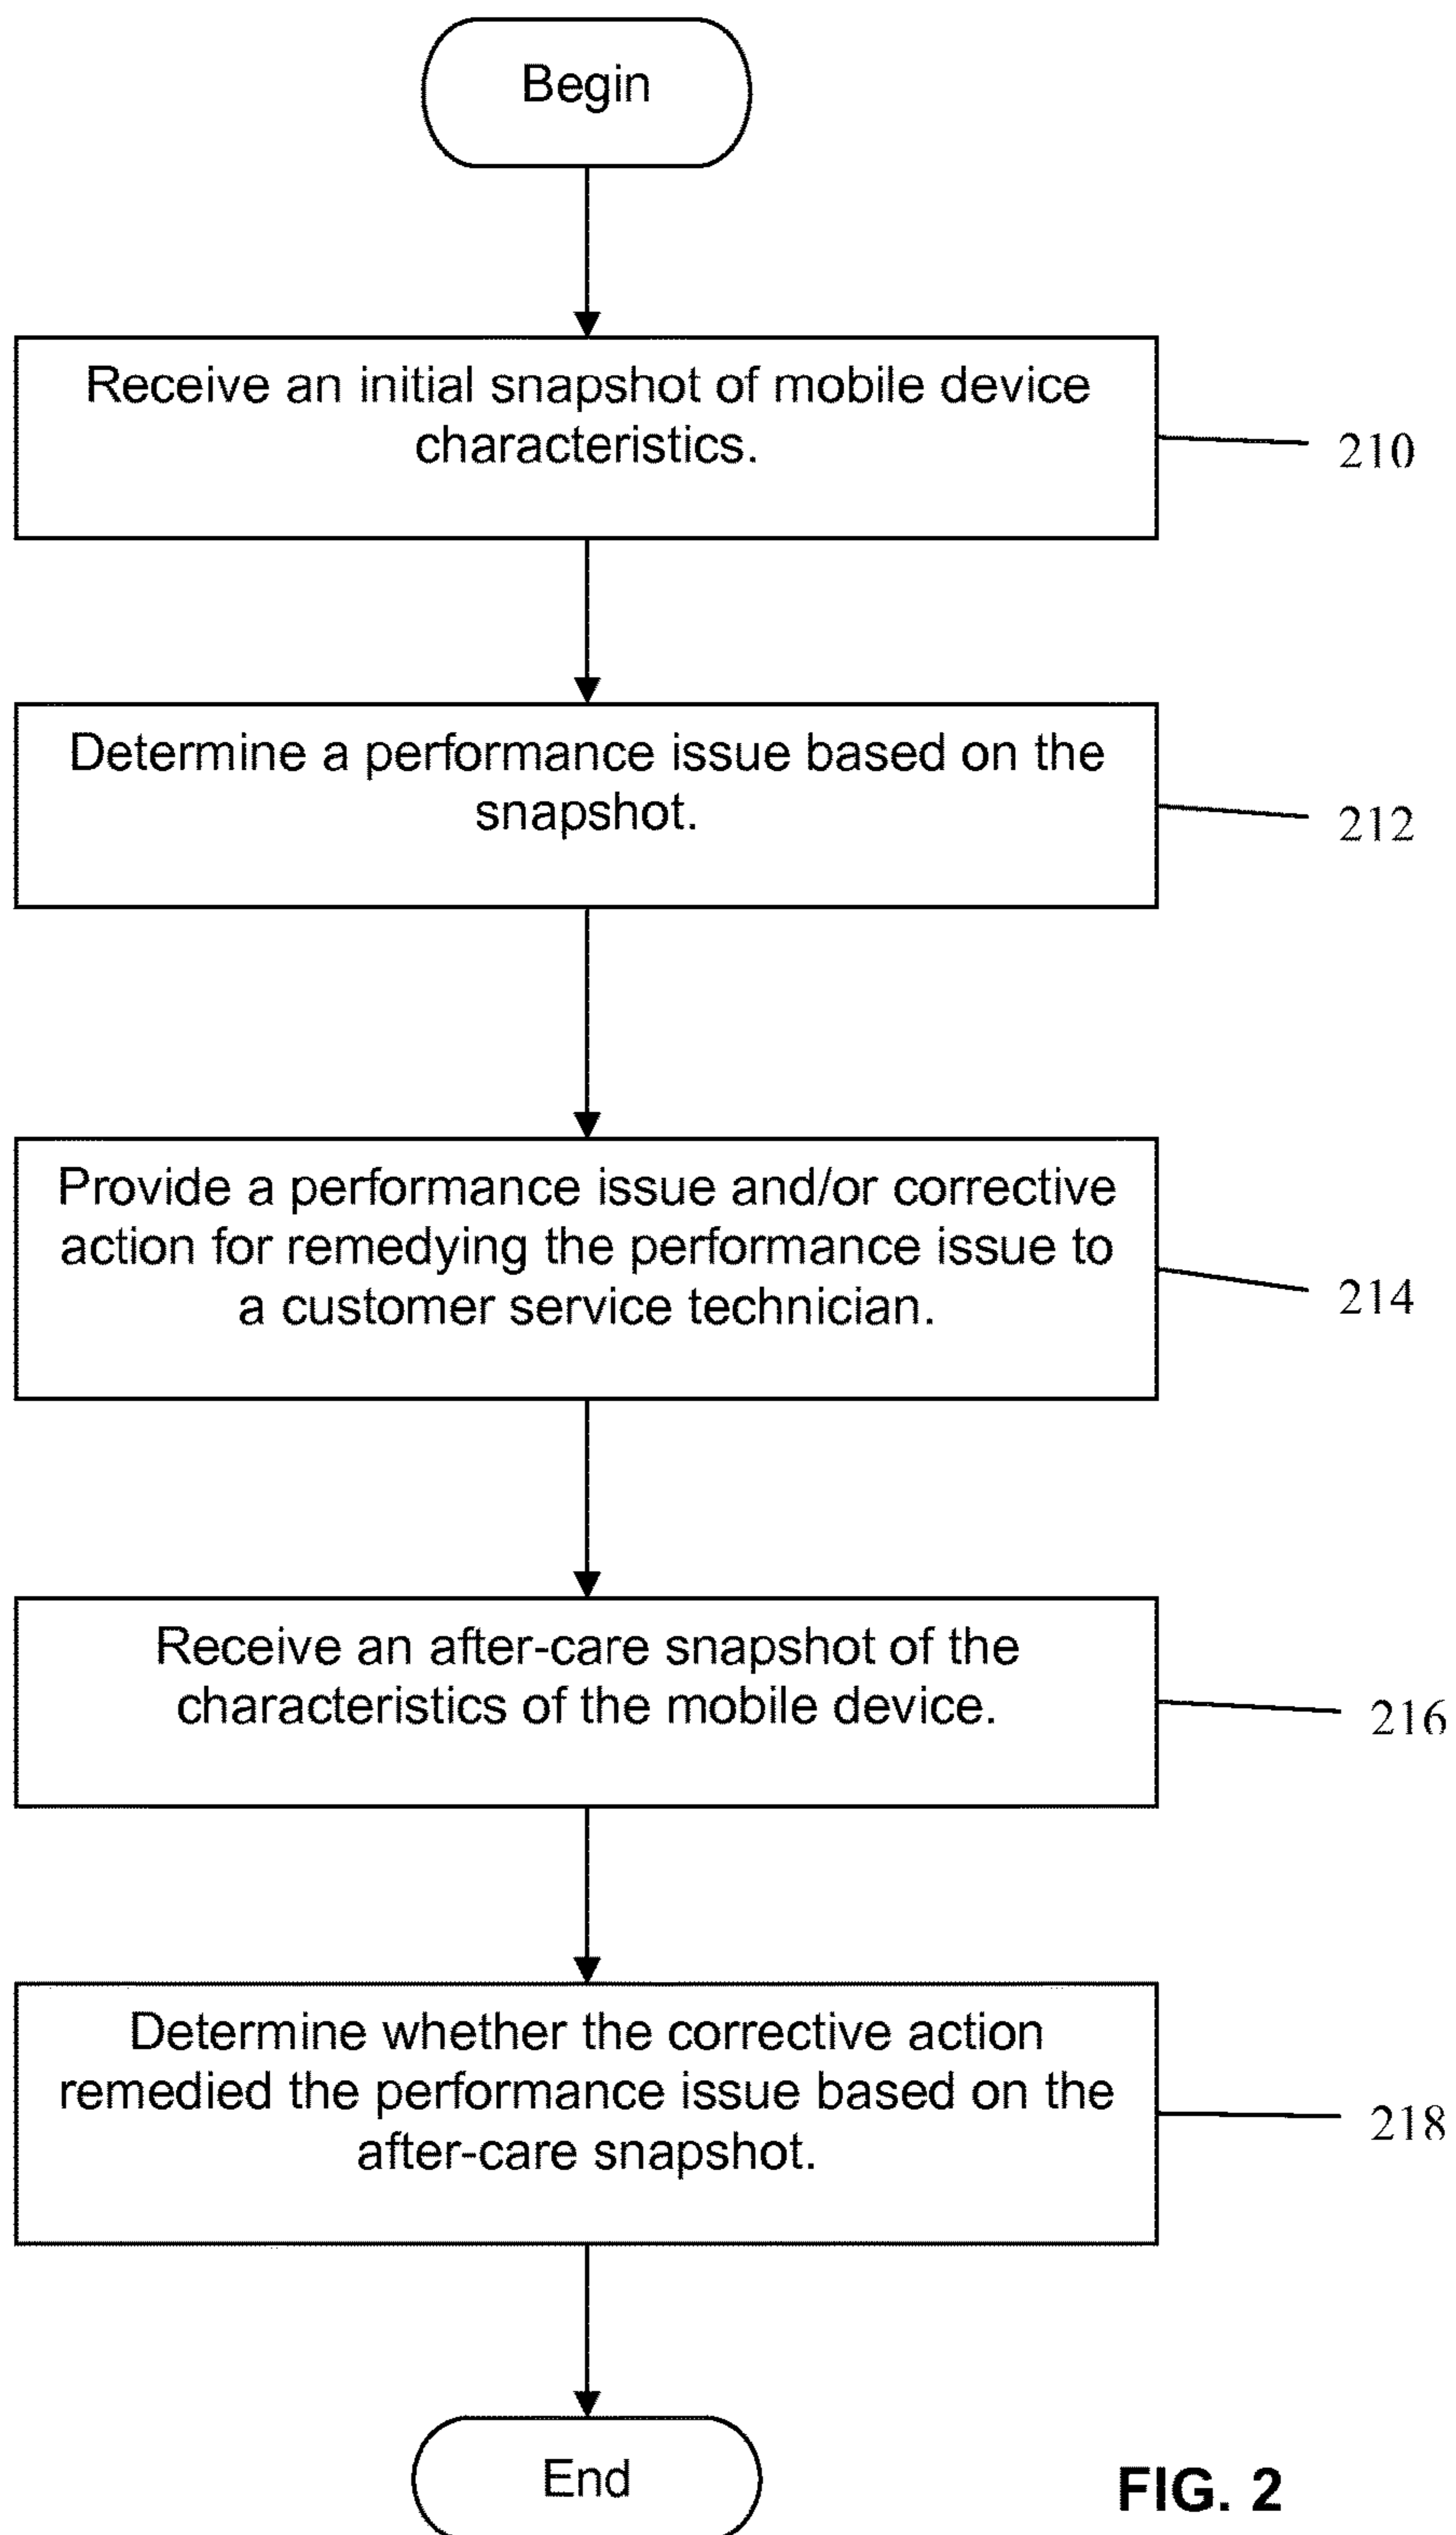 Begin
Receive an initial snapshot of mobile device
characteristics.
210
Determine a performance issue based on the
snapshot.
212
Provide a performance issue and/or corrective
action for remedying the performance issue to
a customer service technician.
214
Receive an after-care snapshot of the
characteristics of the mobile device.
216
Determine whether the corrective action
remedied the performance issue based on the
after-care snapshot.
218
End
FIG. 2